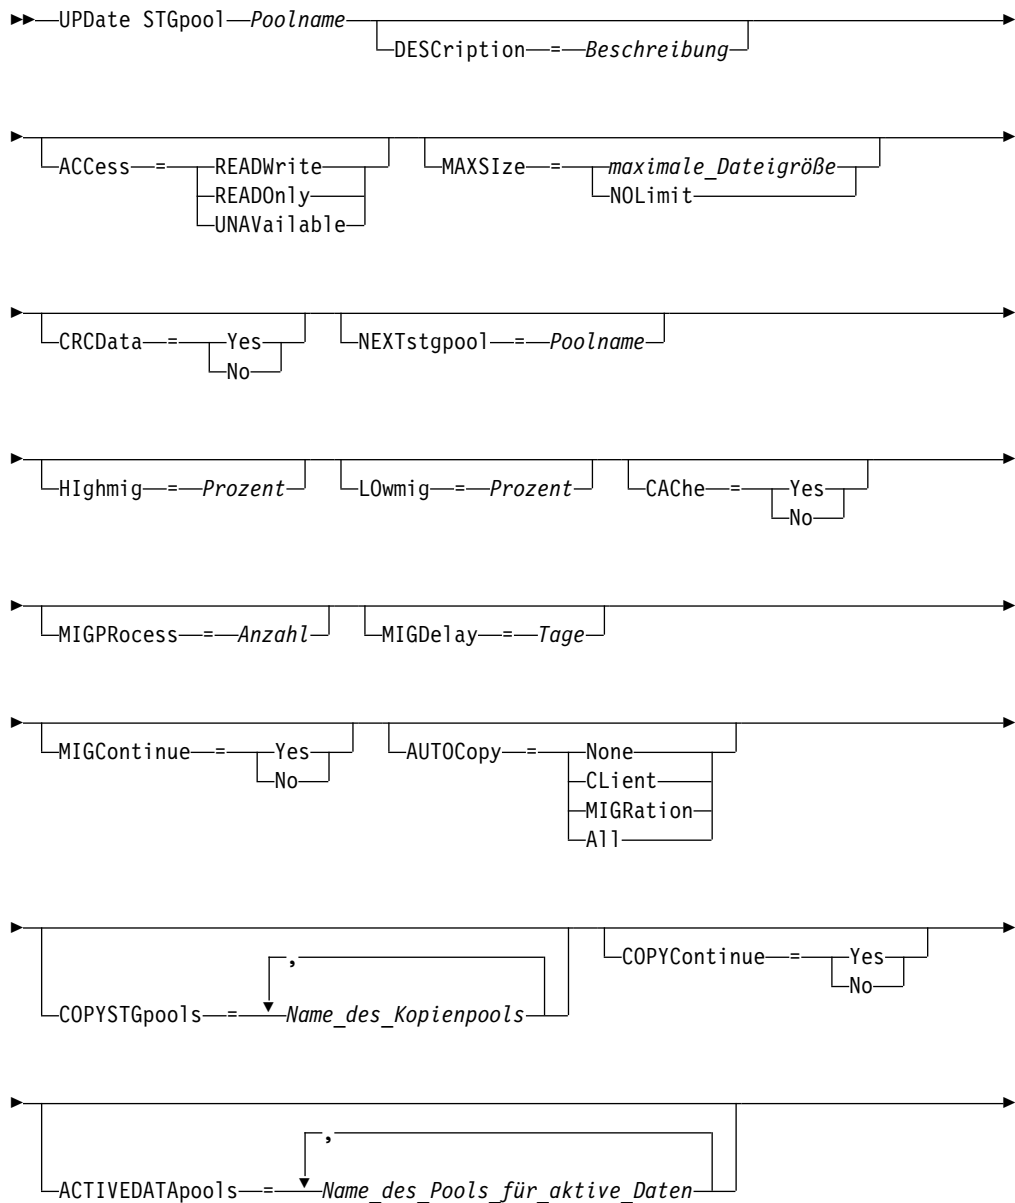 UPDate STGpool Poolname
DESCription = Beschreibung
ACCess = READWrite
READOnly
UNAVailable
MAXSIze = maximale_Dateigröße
NOLimit
CRCData = Yes
No
NEXTstgpool = Poolname
HIghmig = Prozent
LOwmig = Prozent
CAChe = Yes
No
MIGPRocess = Anzahl
MIGDelay = Tage
MIGContinue = Yes
No
AUTOCopy = None
CLient
MIGRation
All
,
COPYSTGpools = Name_des_Kopienpools
COPYContinue = Yes
No
,
ACTIVEDATApools = Name_des_Pools_für_aktive_Daten